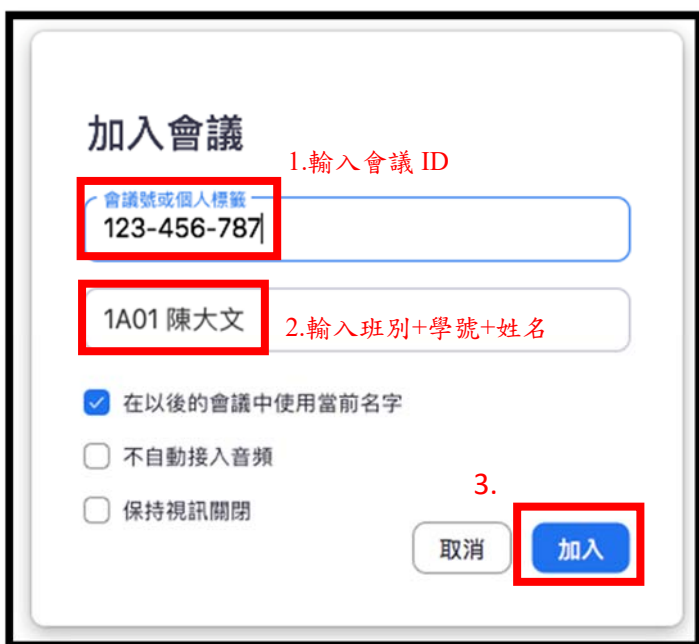 加入會議
1.輸入會議 ID
會議號或個人標籤
123-456-787
1A01 陳大文
2.輸入班別+學號+姓名
在以後的會議中使用當前名字
不自動接入音頻
保持視訊關閉
3.
取消
加入